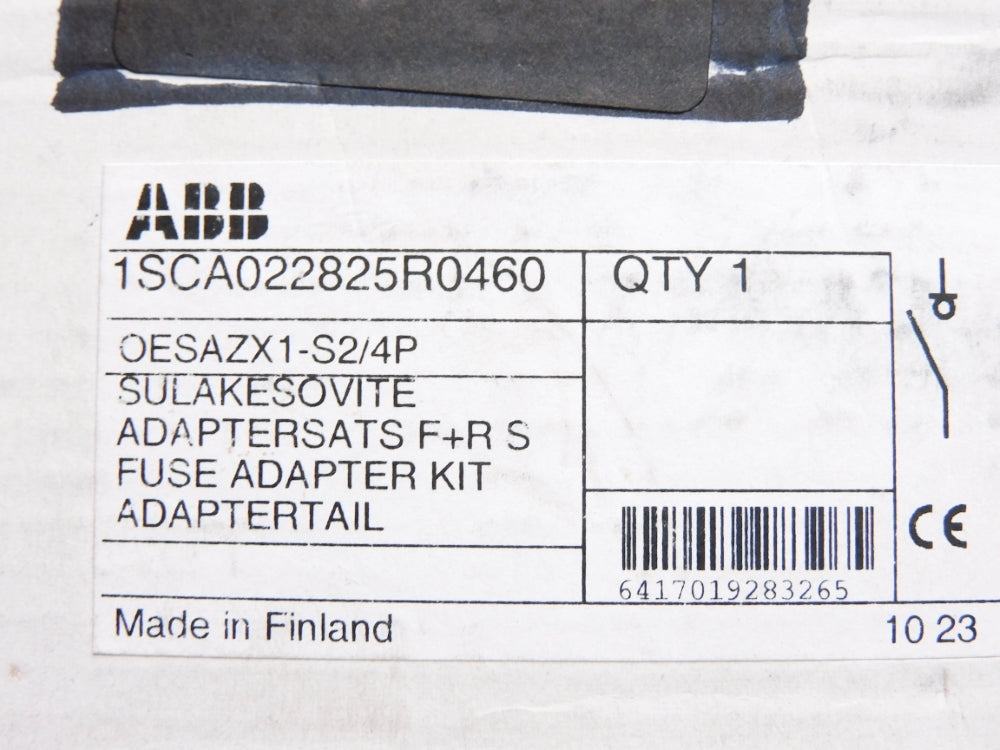 ABB
1SCA022825R0460
QTY 1
OESAZX1-S2/4P
SULAKESOVITE
ADAPTERSATS F+R S
FUSE ADAPTER KIT
ADAPTERTAIL
CE
6417019283265
Made in Finland
10 23